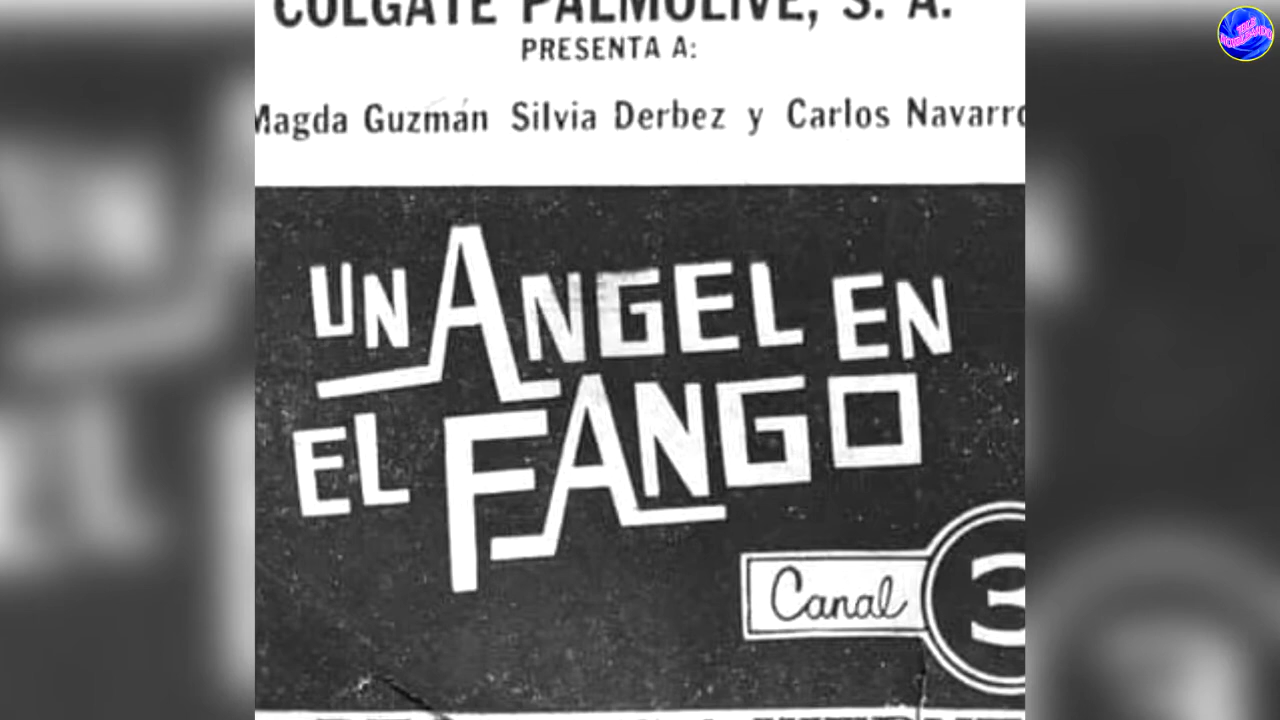 COLGATE PALMOLIVE, S. A.
PRESENTA A:
Magda Guzmán Silvia Derbez y Carlos Navarro
UN ANGEL EN
EL FANGO
Canal 3